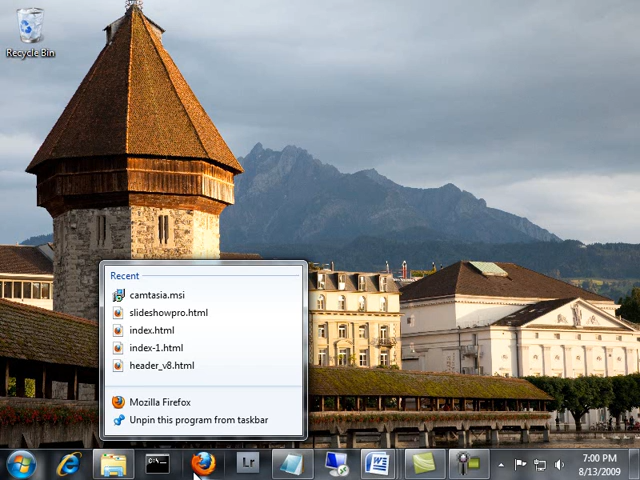 Recycle Bin
Recent
camtasia.msi
slideshowpro.html
index.html
index-1.html
header_v8.html
Mozilla Firefox
Unpin this program from taskbar
C:\_
Lr
W
7:00 PM
8/13/2009